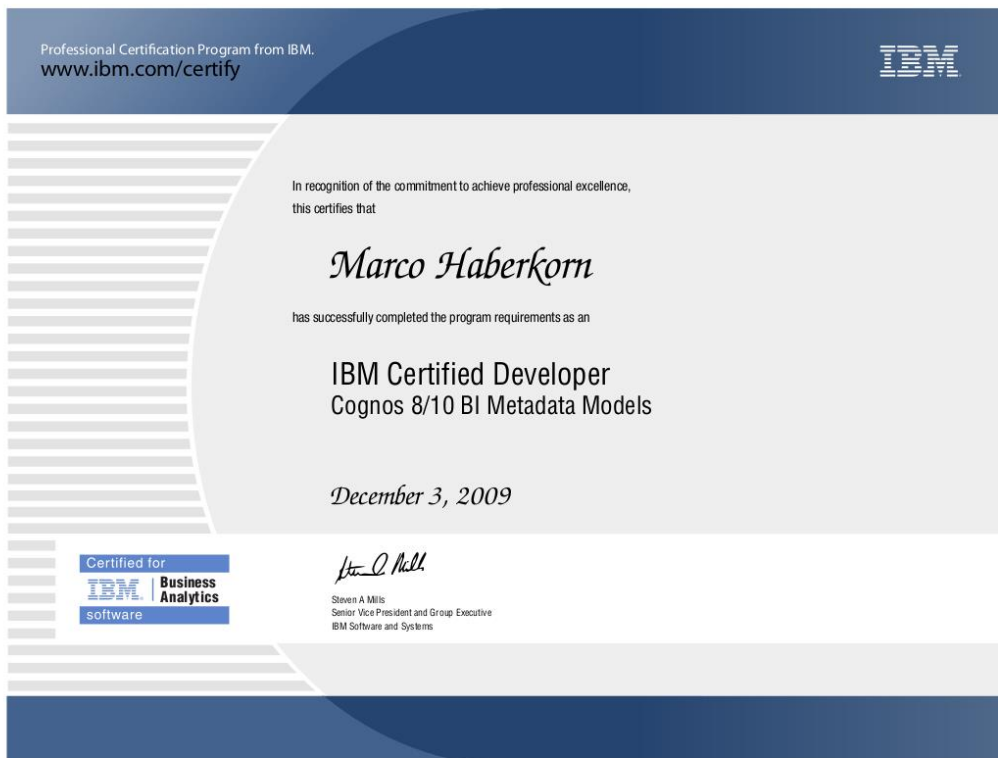 Professional Certification Program from IBM.
www.ibm.com/certify
IBM
In recognition of the commitment to achieve professional excellence,
this certifies that
Marco Haberkorn
has successfully completed the program requirements as an
IBM Certified Developer
Cognos 8/10 BI Metadata Models
December 3, 2009
Certified for
IBM. Business
Analytics
software
Steven A Mills
Senior Vice President and Group Executive
IBM Software and Systems